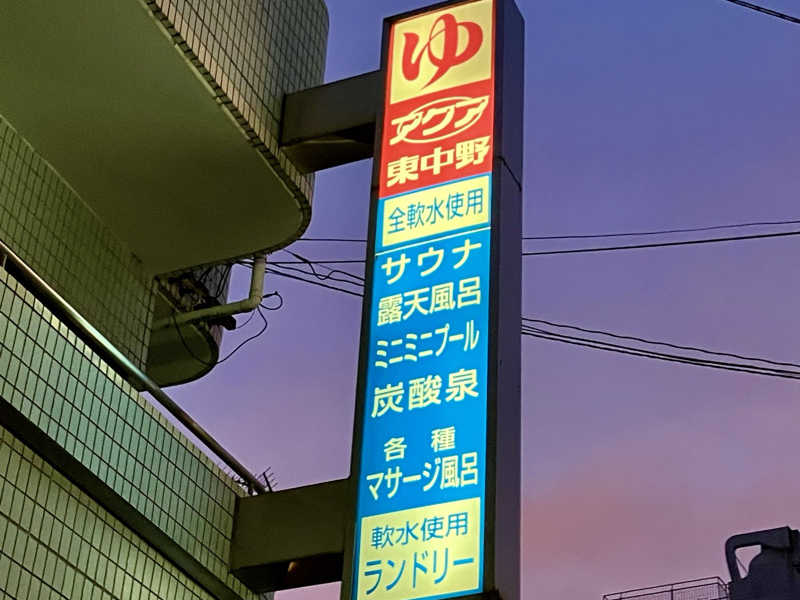 ゆ
アクア
東中野
全軟水使用
サウナ
露天風呂
ミニミニプール
炭酸泉
各種
マサージ風呂
軟水使用
ランドリー